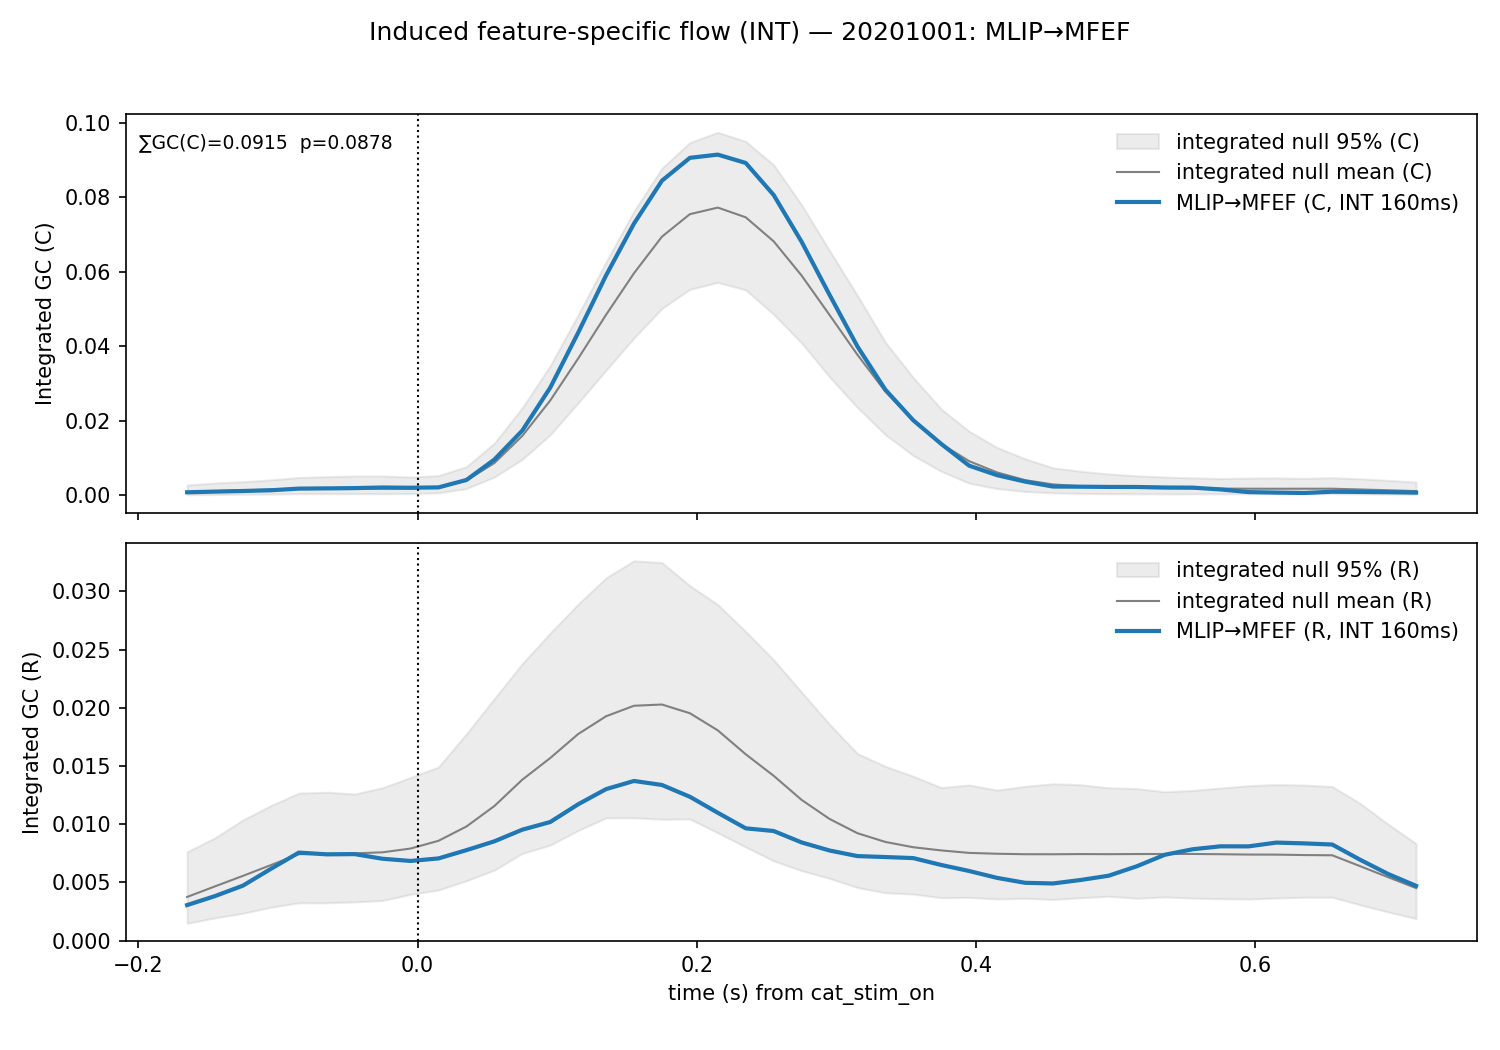 Induced feature-specific flow (INT) — 20201001: MLIP→MFEF
∑GC(C)=0.0915  p=0.0878
integrated null 95% (C)
integrated null mean (C)
MLIP→MFEF (C, INT 160ms)
Integrated GC (C)
0.10
0.08
0.06
0.04
0.02
0.00
integrated null 95% (R)
integrated null mean (R)
MLIP→MFEF (R, INT 160ms)
Integrated GC (R)
0.030
0.025
0.020
0.015
0.010
0.005
0.000
−0.2 0.0 0.2 0.4 0.6
time (s) from cat_stim_on